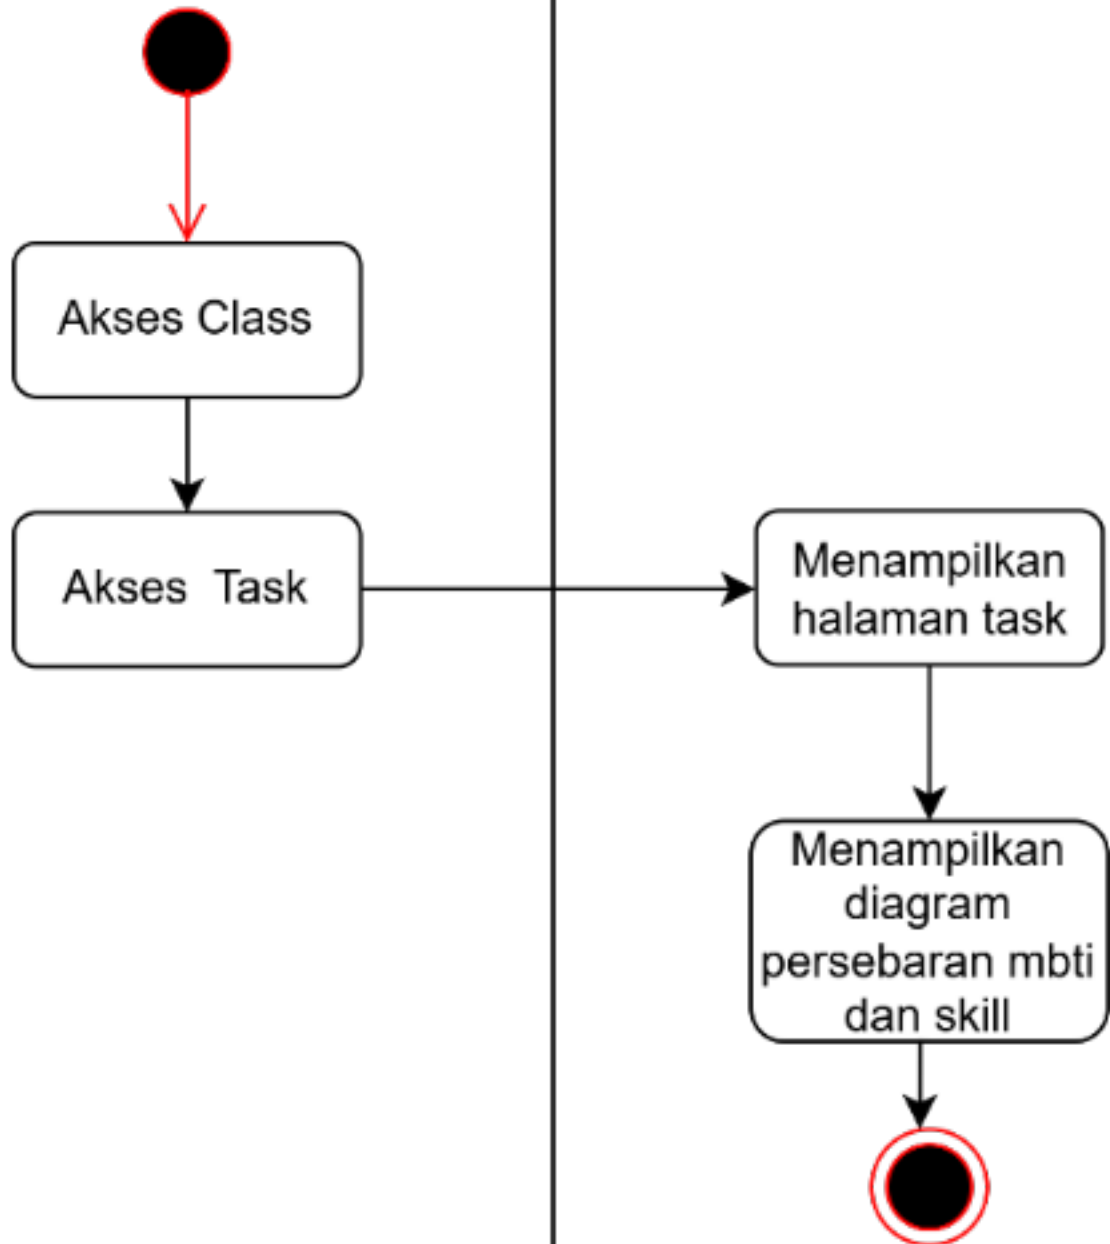 Akses Class
Akses  Task
Menampilkan
halaman task
Menampilkan
diagram
persebaran mbti
dan skill